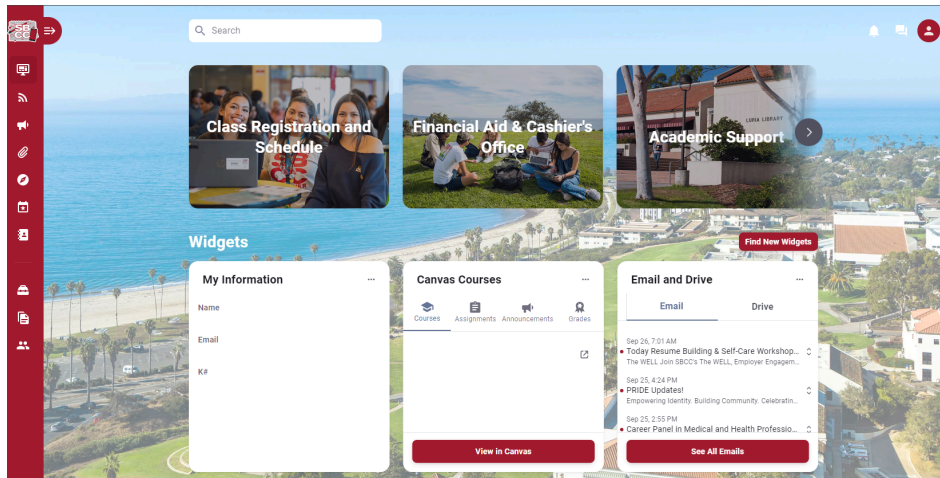 SB
CC
Search
Class Registration and
Schedule
Financial Aid & Cashier's
Office
Academic Support
LURIA LIBRARY
Widgets
Find New Widgets
My Information
Name
Email
K#
Canvas Courses
Courses Assignments Announcements Grades
View in Canvas
Email and Drive
Email Drive
Sep 26, 7:01 AM
Today Resume Building & Self-Care Workshop...
The WELL Join SBCC's The WELL, Employer Engagem...
Sep 25, 4:24 PM
PRIDE Updates!
Empowering Identity. Building Community. Celebratin...
Sep 25, 2:55 PM
Career Panel in Medical and Health Professio...
See All Emails